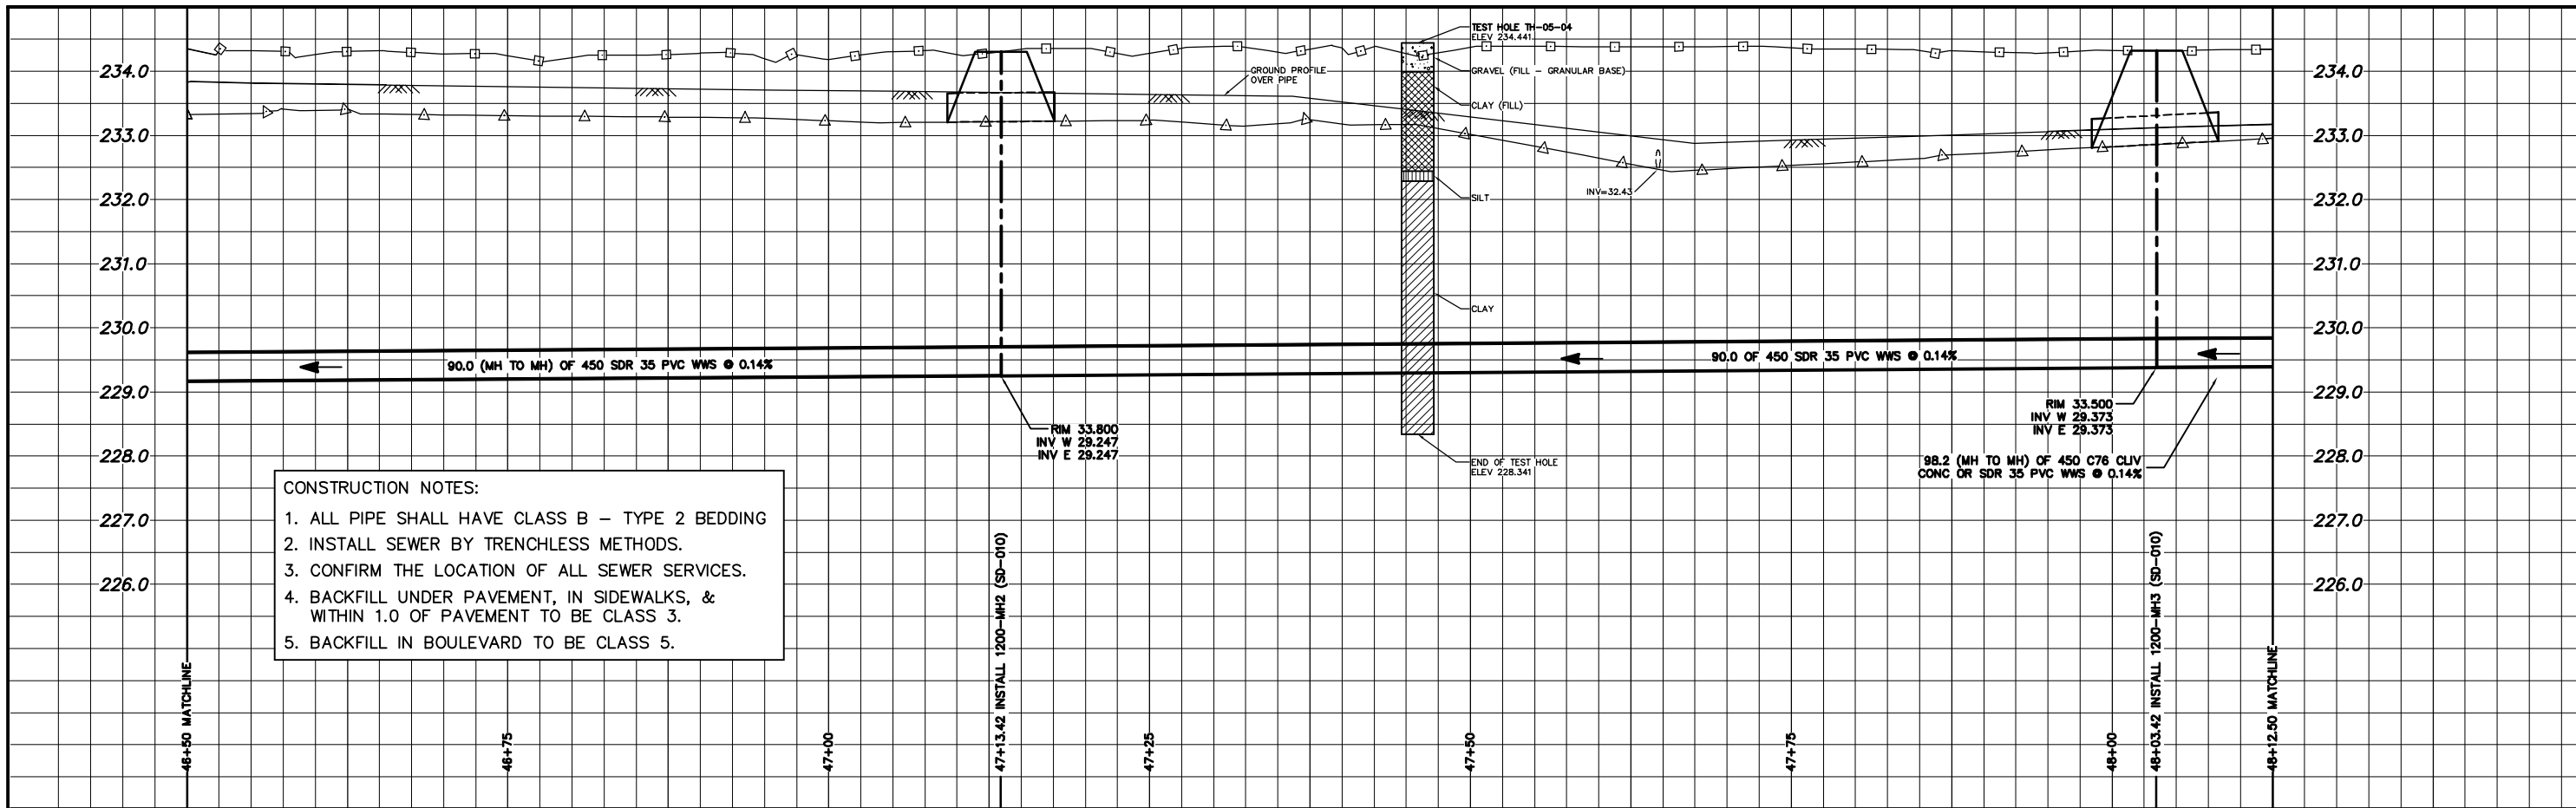 TEST HOLE TH-05-04
ELEV 234.441
GROUND PROFILE
OVER PIPE
GRAVEL (FILL - GRANULAR BASE)
CLAY (FILL)
SILT
INV=32.43
CLAY
END OF TEST HOLE
ELEV 228.341
234.0
233.0
232.0
231.0
230.0
229.0
228.0
227.0
226.0
234.0
233.0
232.0
231.0
230.0
229.0
228.0
227.0
226.0
90.0 (MH TO MH) OF 450 SDR 35 PVC WWS @ 0.14%
90.0 OF 450 SDR 35 PVC WWS @ 0.14%
RIM 33.800
INV W 29.247
INV E 29.247
RIM 33.500
INV W 29.373
INV E 29.373
98.2 (MH TO MH) OF 450 C76 CLIV
CONC OR SDR 35 PVC WWS @ 0.14%
CONSTRUCTION NOTES:
1. ALL PIPE SHALL HAVE CLASS B - TYPE 2 BEDDING
2. INSTALL SEWER BY TRENCHLESS METHODS.
3. CONFIRM THE LOCATION OF ALL SEWER SERVICES.
4. BACKFILL UNDER PAVEMENT, IN SIDEWALKS, &
WITHIN 1.0 OF PAVEMENT TO BE CLASS 3.
5. BACKFILL IN BOULEVARD TO BE CLASS 5.
46+50 MATCHLINE
46+75
47+00
47+13.42 INSTALL 1200-MH2 (SD-010)
47+25
47+50
47+75
48+00
48+03.42 INSTALL 1200-MH3 (SD-010)
48+12.50 MATCHLINE